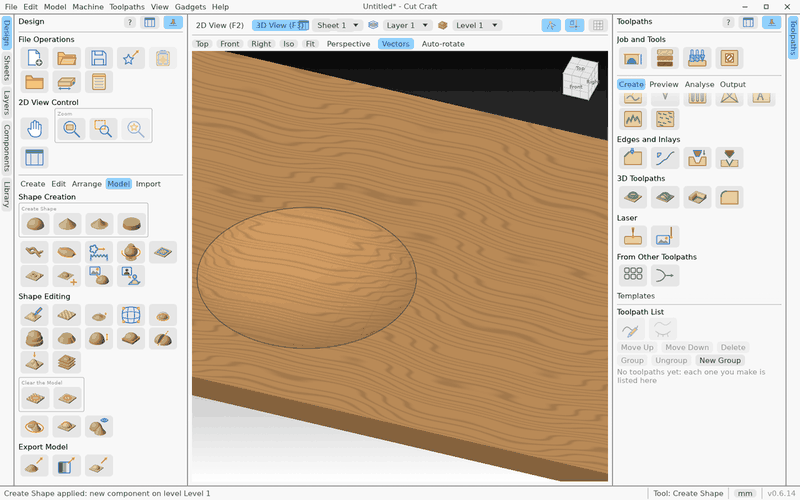 File Edit Model Machine Toolpaths View Gadgets Help
Untitled* - Cut Craft
Design
?
Design
Sheets
Layers
Components
Library
File Operations
2D View Control
Zoom
Create Edit Arrange Model Import
Shape Creation
Create Shape
Shape Editing
Clear the Model
Export Model
2D View (F2) 3D View (F3) Sheet 1 Layer 1 Level 1
Top Front Right Iso Fit Perspective Vectors Auto-rotate
Top
Front
Right
Toolpaths
?
Toolpaths
Job and Tools
Create Preview Analyse Output
Edges and Inlays
3D Toolpaths
Laser
From Other Toolpaths
Templates
Toolpath List
Move Up Move Down Delete
Group Ungroup New Group
No toolpaths yet: each one you make is
listed here
Create Shape applied: new component on level Level 1
Tool: Create Shape mm v0.6.14